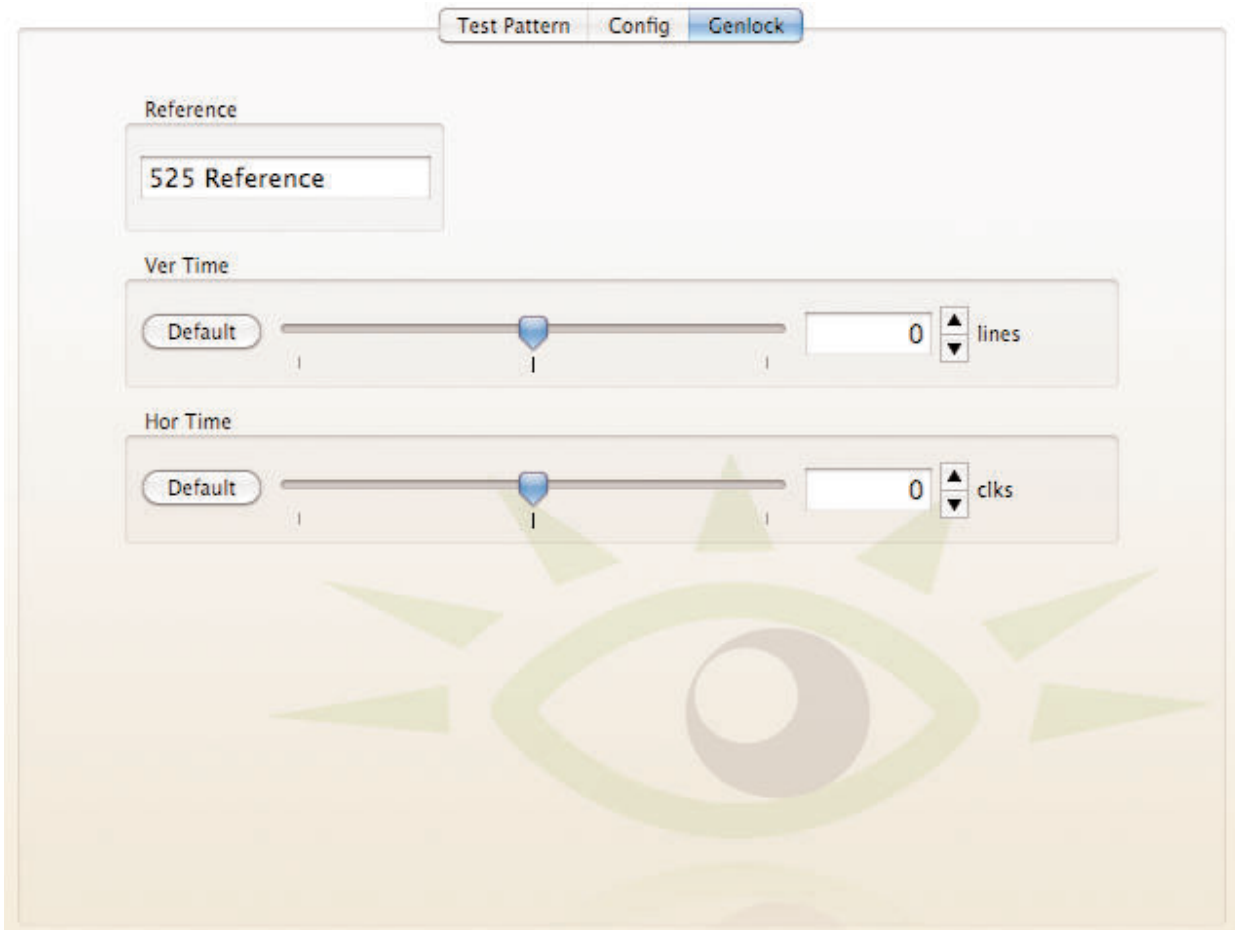 Test Pattern Config Genlock
Reference
525 Reference
Ver Time
Default 0 lines
Hor Time
Default 0 clks